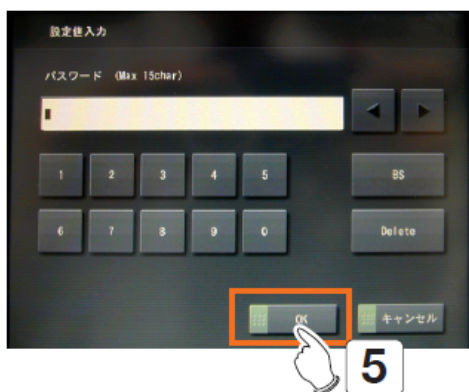 設定値入力
パスワード (Max 15char)
1 2 3 4 5 BS
6 7 8 9 0 Delete
OK キャンセル
5